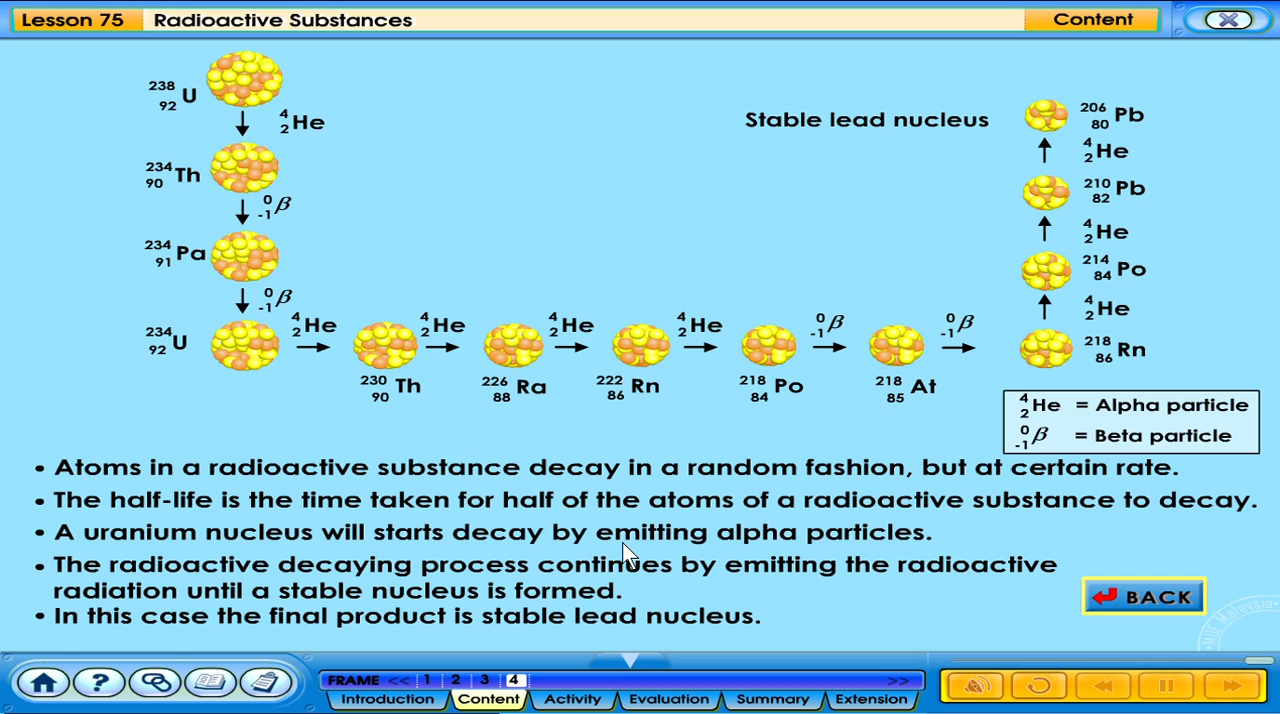 Lesson 75 Radioactive Substances Content
238 92 U
4 2 He
234 90 Th
0 -1 β
234 91 Pa
0 -1 β
234 92 U
4 2 He
230 90 Th
4 2 He
226 88 Ra
4 2 He
222 86 Rn
4 2 He
218 84 Po
0 -1 β
218 85 At
0 -1 β
Stable lead nucleus
206 80 Pb
4 2 He
210 82 Pb
4 2 He
214 84 Po
4 2 He
218 86 Rn
4 2 He = Alpha particle
0 -1 β = Beta particle
• Atoms in a radioactive substance decay in a random fashion, but at certain rate.
• The half-life is the time taken for half of the atoms of a radioactive substance to decay.
• A uranium nucleus will starts decay by emitting alpha particles.
• The radioactive decaying process continues by emitting the radioactive
radiation until a stable nucleus is formed.
• In this case the final product is stable lead nucleus.
BACK
FRAME << 1 2 3 4 >>
Introduction Content Activity Evaluation Summary Extension